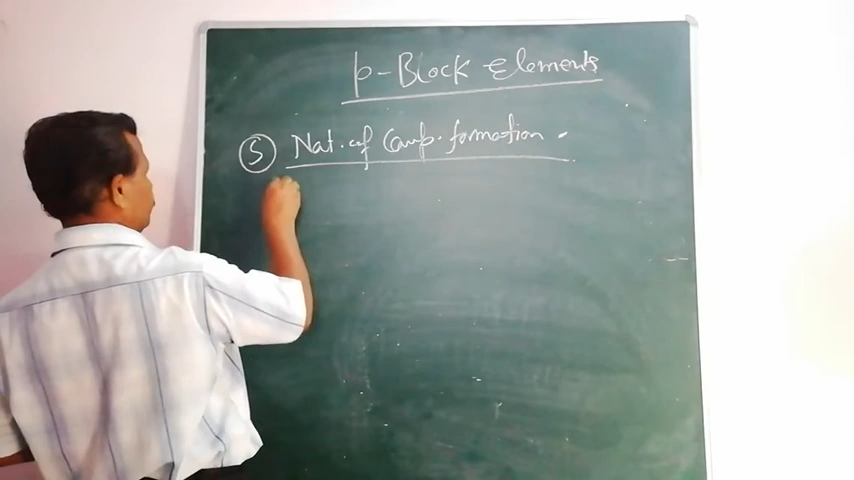 p-Block Elements
5 Nat. of Comp. formation.